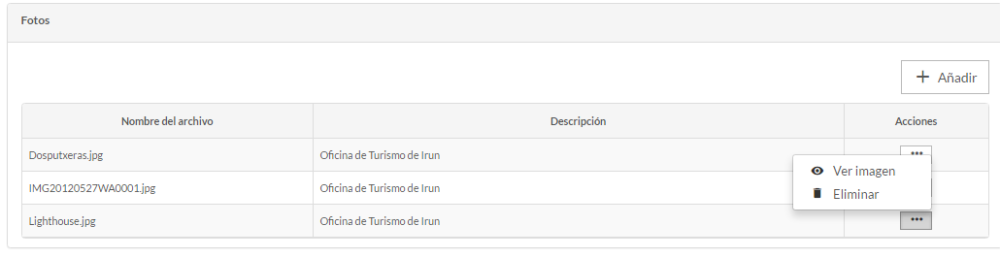 Fotos
Añadir
Nombre del archivo Descripción Acciones
Dosputxeras.jpg Oficina de Turismo de Irun
IMG20120527WA0001.jpg Oficina de Turismo de Irun
Lighthouse.jpg Oficina de Turismo de Irun
Ver imagen
Eliminar